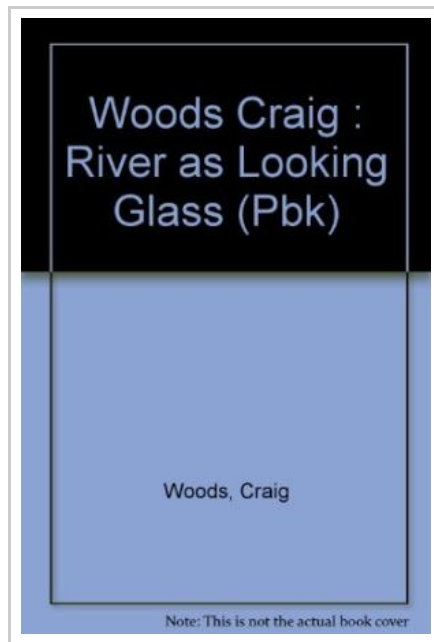 Woods Craig :
River as Looking
Glass (Pbk)
Woods, Craig
Note: This is not the actual book cover